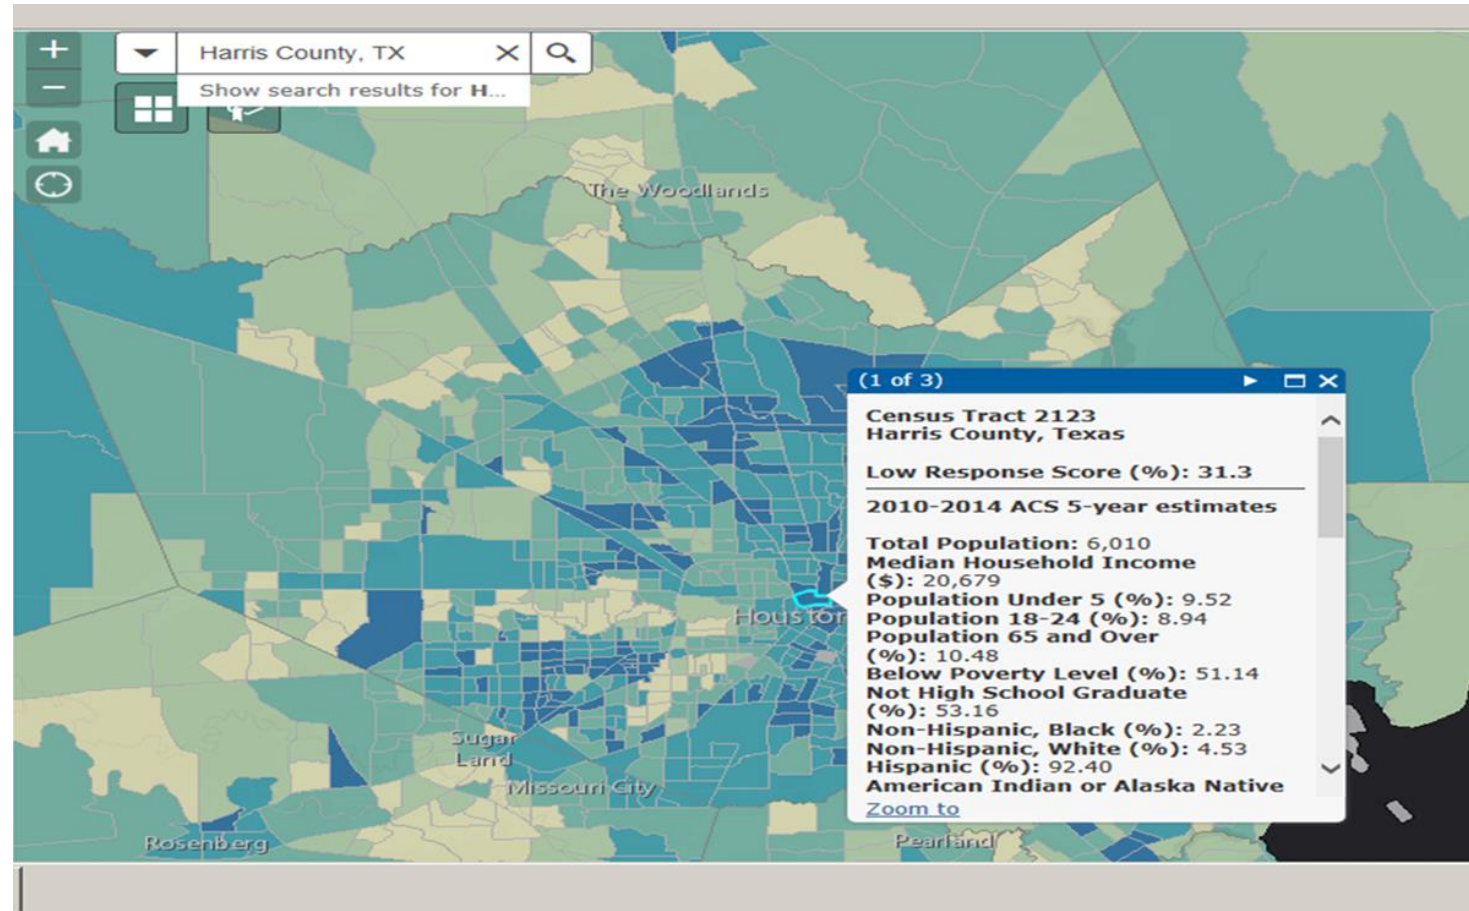 Harris County, TX
Show search results for H...
The Woodlands
(1 of 3)
Census Tract 2123
Harris County, Texas
Low Response Score (%): 31.3
2010-2014 ACS 5-year estimates
Total Population: 6,010
Median Household Income
($): 20,679
Population Under 5 (%): 9.52
Population 18-24 (%): 8.94
Population 65 and Over
(%): 10.48
Below Poverty Level (%): 51.14
Not High School Graduate
(%): 53.16
Non-Hispanic, Black (%): 2.23
Non-Hispanic, White (%): 4.53
Hispanic (%): 92.40
American Indian or Alaska Native
Zoom to
Houston
Sugar
Land
Missouri City
Rosenberg
Pearland